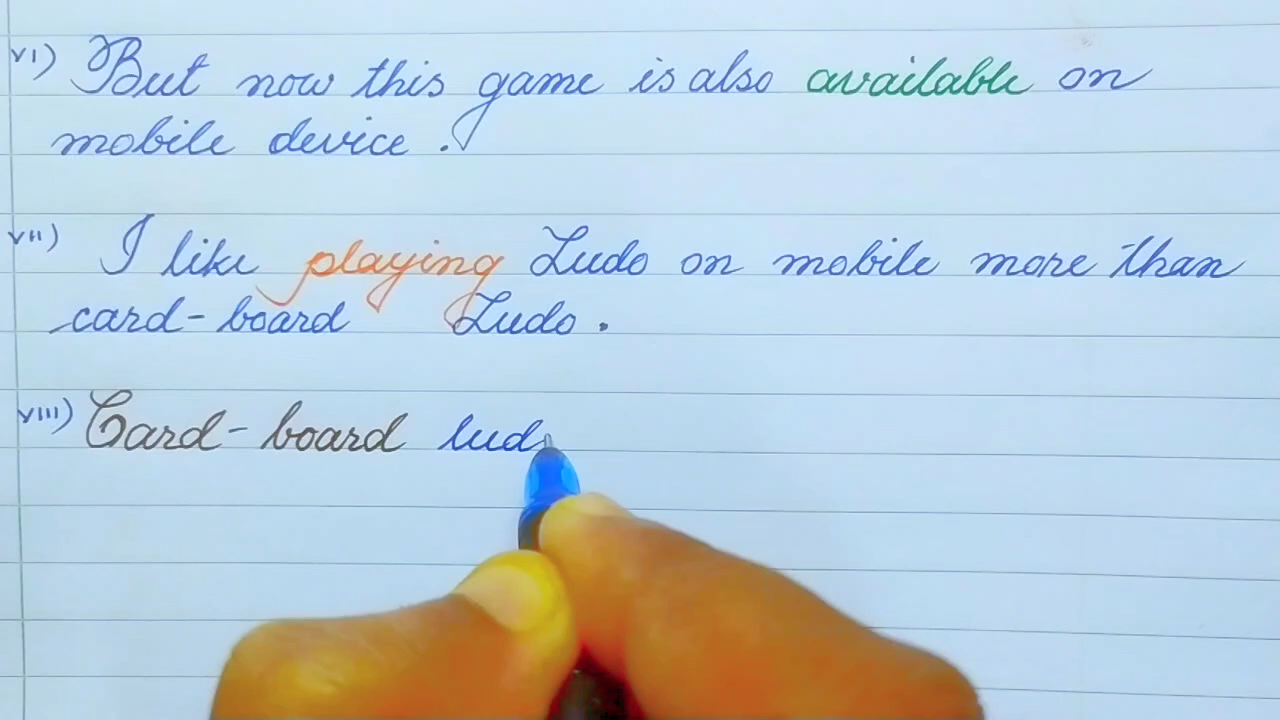 vi) But now this game is also available on
mobile device.
vii) I like playing Ludo on mobile more than
card-board Ludo.
viii) Card-board lud